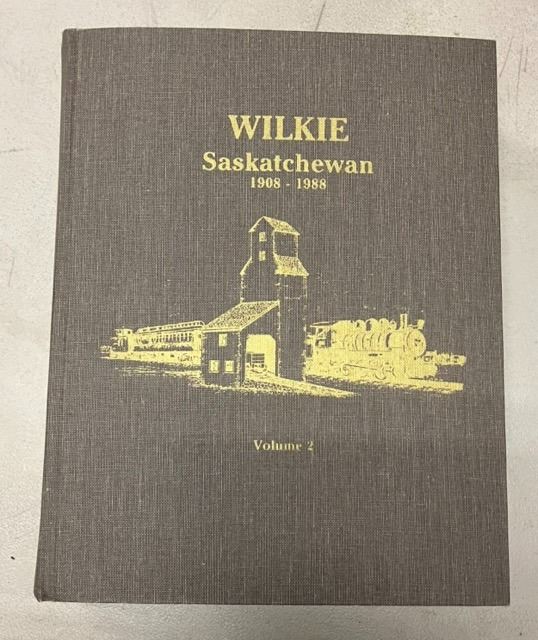 WILKIE
Saskatchewan
1908 - 1988
Volume 2